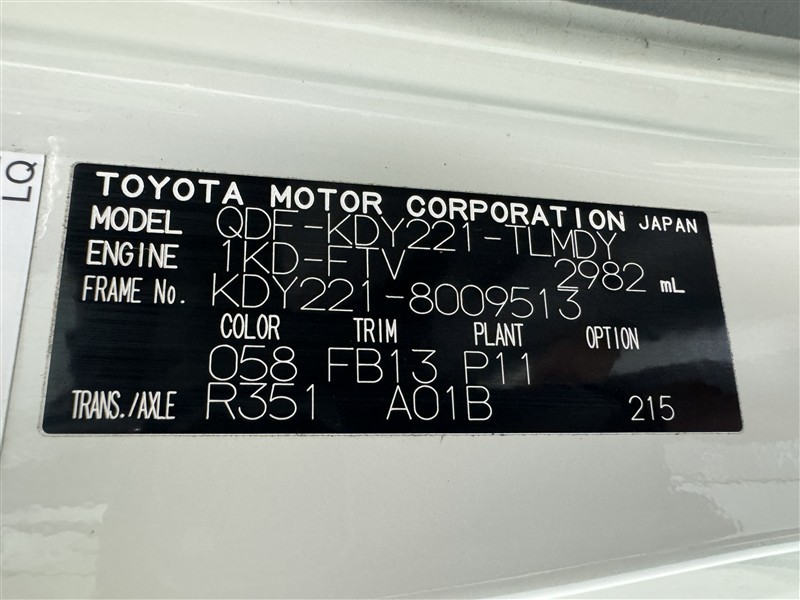 LQ
TOYOTA MOTOR CORPORATION JAPAN
MODEL QDF-KDY221-TLMDY
ENGINE 1KD-FTV 2982 mL
FRAME No. KDY221-8009513
COLOR TRIM PLANT OPTION
058 FB13 P11
TRANS./AXLE R351 A01B 215